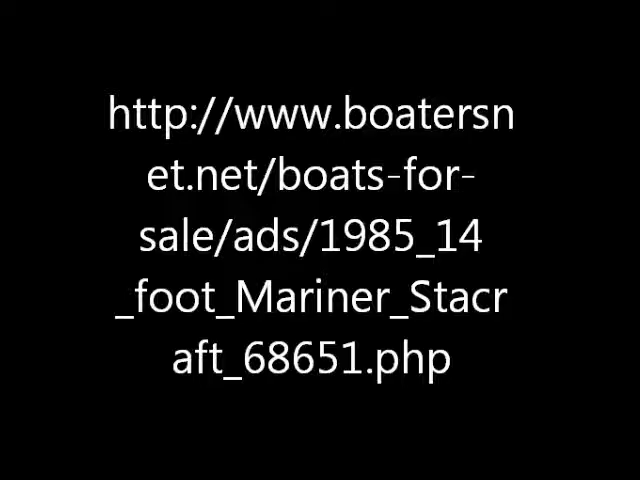 http://www.boatersn
et.net/boats-for-
sale/ads/1985_14
_foot_Mariner_Stacr
aft_68651.php